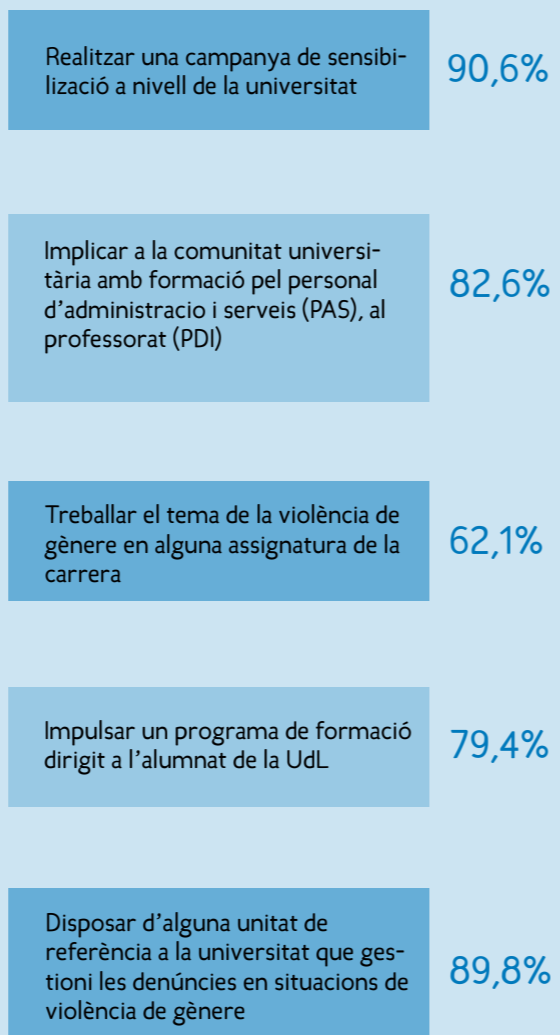 Realitzar una campanya de sensibi-
lització a nivell de la universitat
90,6%
Implicar a la comunitat universi-
tària amb formació pel personal
d’administracio i serveis (PAS), al
professorat (PDI)
82,6%
Treballar el tema de la violència de
gènere en alguna assignatura de la
carrera
62,1%
Impulsar un programa de formació
dirigit a l’alumnat de la UdL
79,4%
Disposar d’alguna unitat de
referència a la universitat que ges-
tioni les denúncies en situacions de
violència de gènere
89,8%